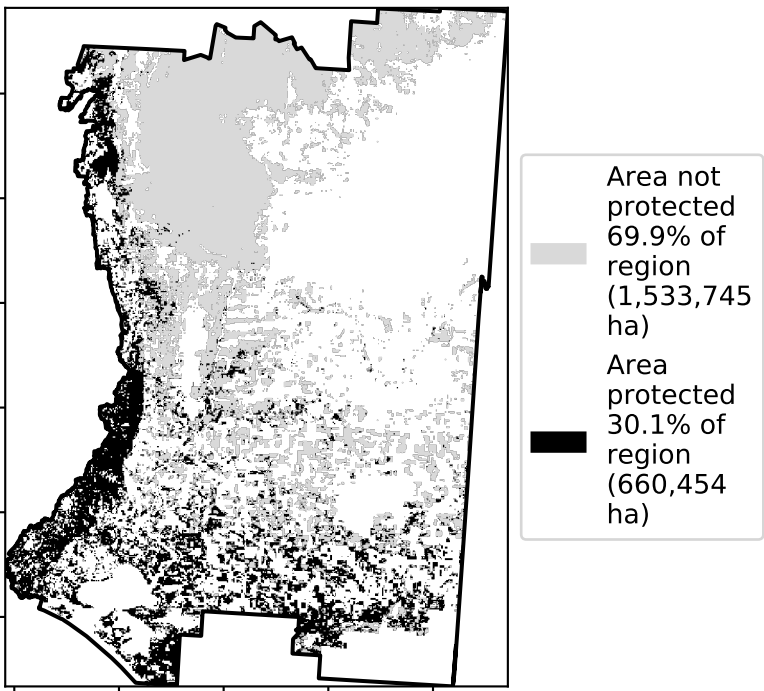 Area not
protected
69.9% of
region
(1,533,745
ha)
Area
protected
30.1% of
region
(660,454
ha)